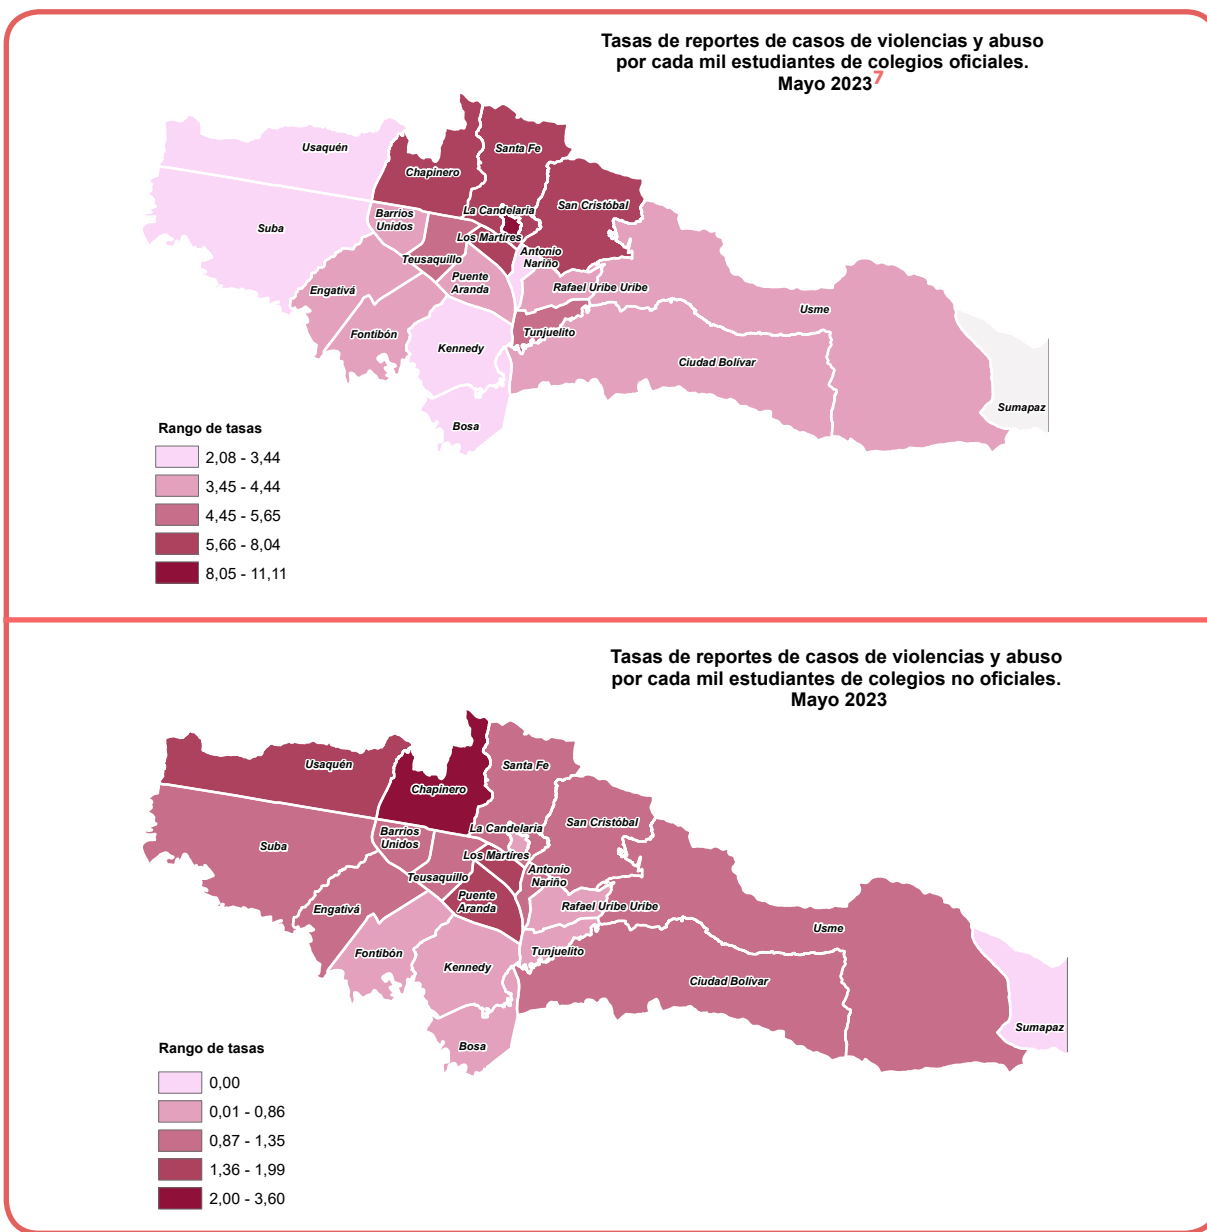 Tasas de reportes de casos de violencias y abuso
por cada mil estudiantes de colegios oficiales.
Mayo 2023⁷
Usaquén
Santa Fe
Chapinero
La Candelaria
San Cristóbal
Barrios
Unidos
Suba
Los Martires
Teusaquillo
Antonio
Nariño
Puente
Aranda
Engativá
Rafael Uribe Uribe
Usme
Fontibón
Tunjuelito
Kennedy
Ciudad Bolívar
Sumapaz
Bosa
Rango de tasas
2,08 - 3,44
3,45 - 4,44
4,45 - 5,65
5,66 - 8,04
8,05 - 11,11
Tasas de reportes de casos de violencias y abuso
por cada mil estudiantes de colegios no oficiales.
Mayo 2023
Usaquén
Santa Fe
Chapinero
La Candelaria
San Cristóbal
Barrios
Unidos
Suba
Los Martires
Teusaquillo
Antonio
Nariño
Puente
Aranda
Engativá
Rafael Uribe Uribe
Usme
Fontibón
Tunjuelito
Kennedy
Ciudad Bolívar
Sumapaz
Bosa
Rango de tasas
0,00
0,01 - 0,86
0,87 - 1,35
1,36 - 1,99
2,00 - 3,60